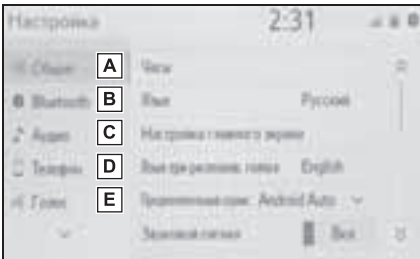 Настройка 2:31
Общие A Часы
Bluetooth B Язык Русский
Аудио C Настройка главного экрана
Телефон D Язык при распознав. голоса English
Голос E Android Auto
Звуковой сигнал Вкл